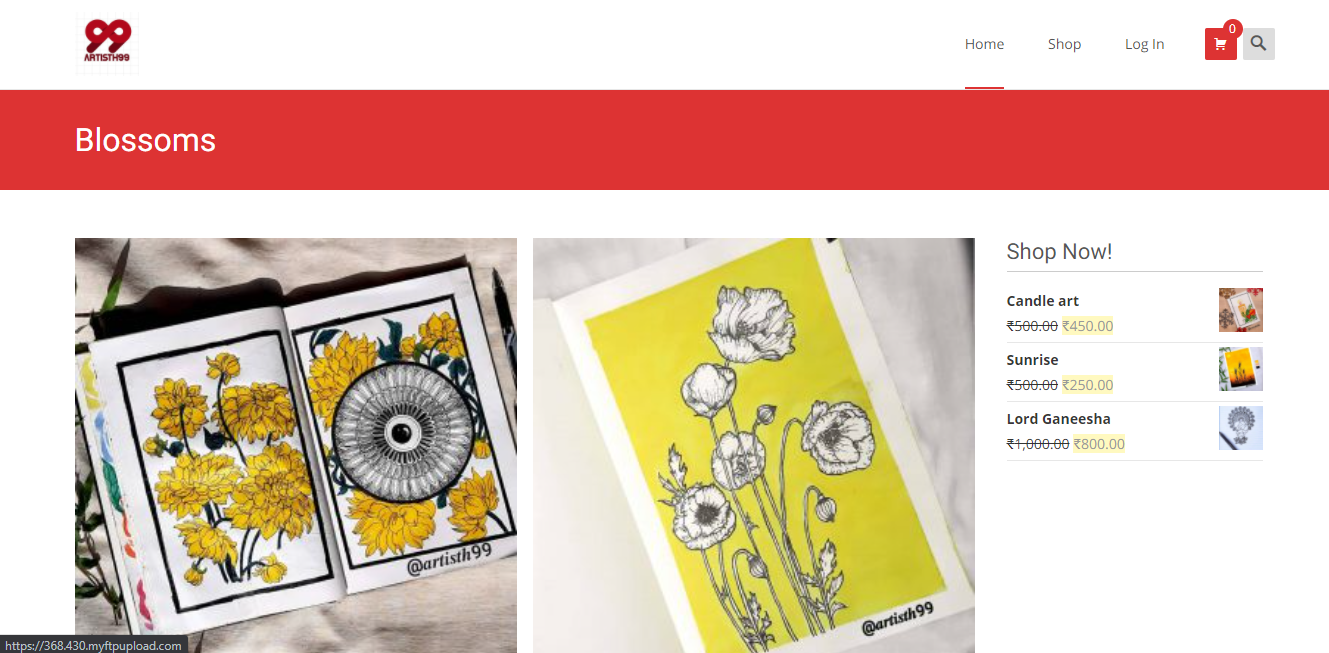 99
ARTISTH99
Home
Shop
Log In
0
Blossoms
@artisth99
@artisth99
Shop Now!
Candle art
₹500.00 ₹450.00
Sunrise
₹500.00 ₹250.00
Lord Ganeesha
₹1,000.00 ₹800.00
https://368.430.myftpupload.com